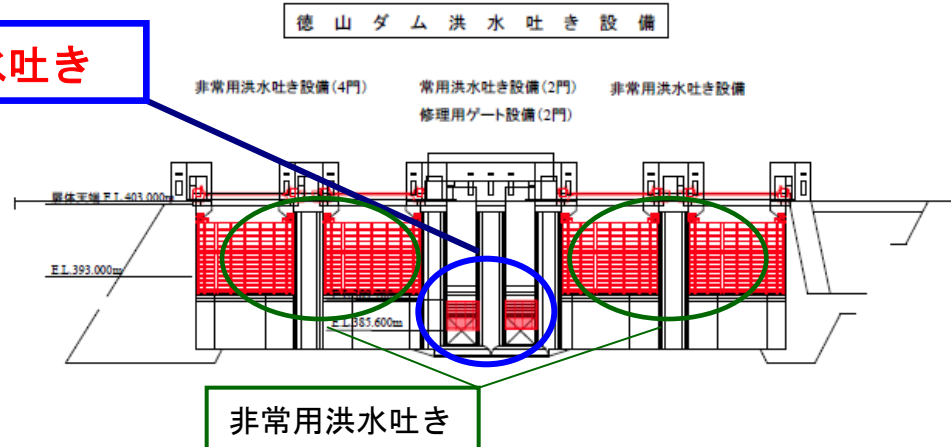 徳山ダム洪水吐き設備
水吐き
非常用洪水吐き設備(4門)
常用洪水吐き設備(2門)
非常用洪水吐き設備
修理用ゲート設備(2門)
E.L.403.000m
E.L.393.000m
E.L.385.600m
非常用洪水吐き